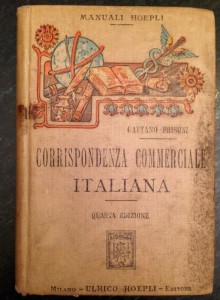 MANUALI HOEPLI
GAETANO FRISONI
CORRISPONDENZA COMMERCIALE
ITALIANA
QUARTA EDIZIONE
MILANO – ULRICO HOEPLI – EDITORE